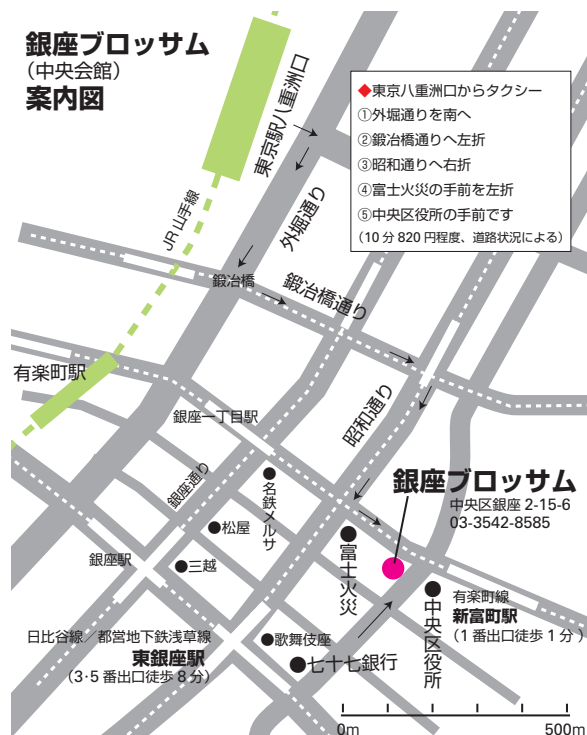 銀座ブロッサム
（中央会館）
案内図
◆東京八重洲口からタクシー
①外堀通りを南へ
②鍛冶橋通りへ左折
③昭和通りへ右折
④富士火災の手前を左折
⑤中央区役所の手前です
（10分820円程度、道路状況による）
東京駅八重洲口
JR山手線
外堀通り
鍛冶橋
鍛冶橋通り
有楽町駅
銀座一丁目駅
昭和通り
銀座通り
名鉄メルサ
銀座ブロッサム
中央区銀座 2-15-6
03-3542-8585
松屋
銀座駅
三越
富士火災
中央区役所
有楽町線
新富町駅
（1番出口徒歩1分）
日比谷線／都営地下鉄浅草線
東銀座駅
（3･5番出口徒歩8分）
歌舞伎座
七十七銀行
0m
500m